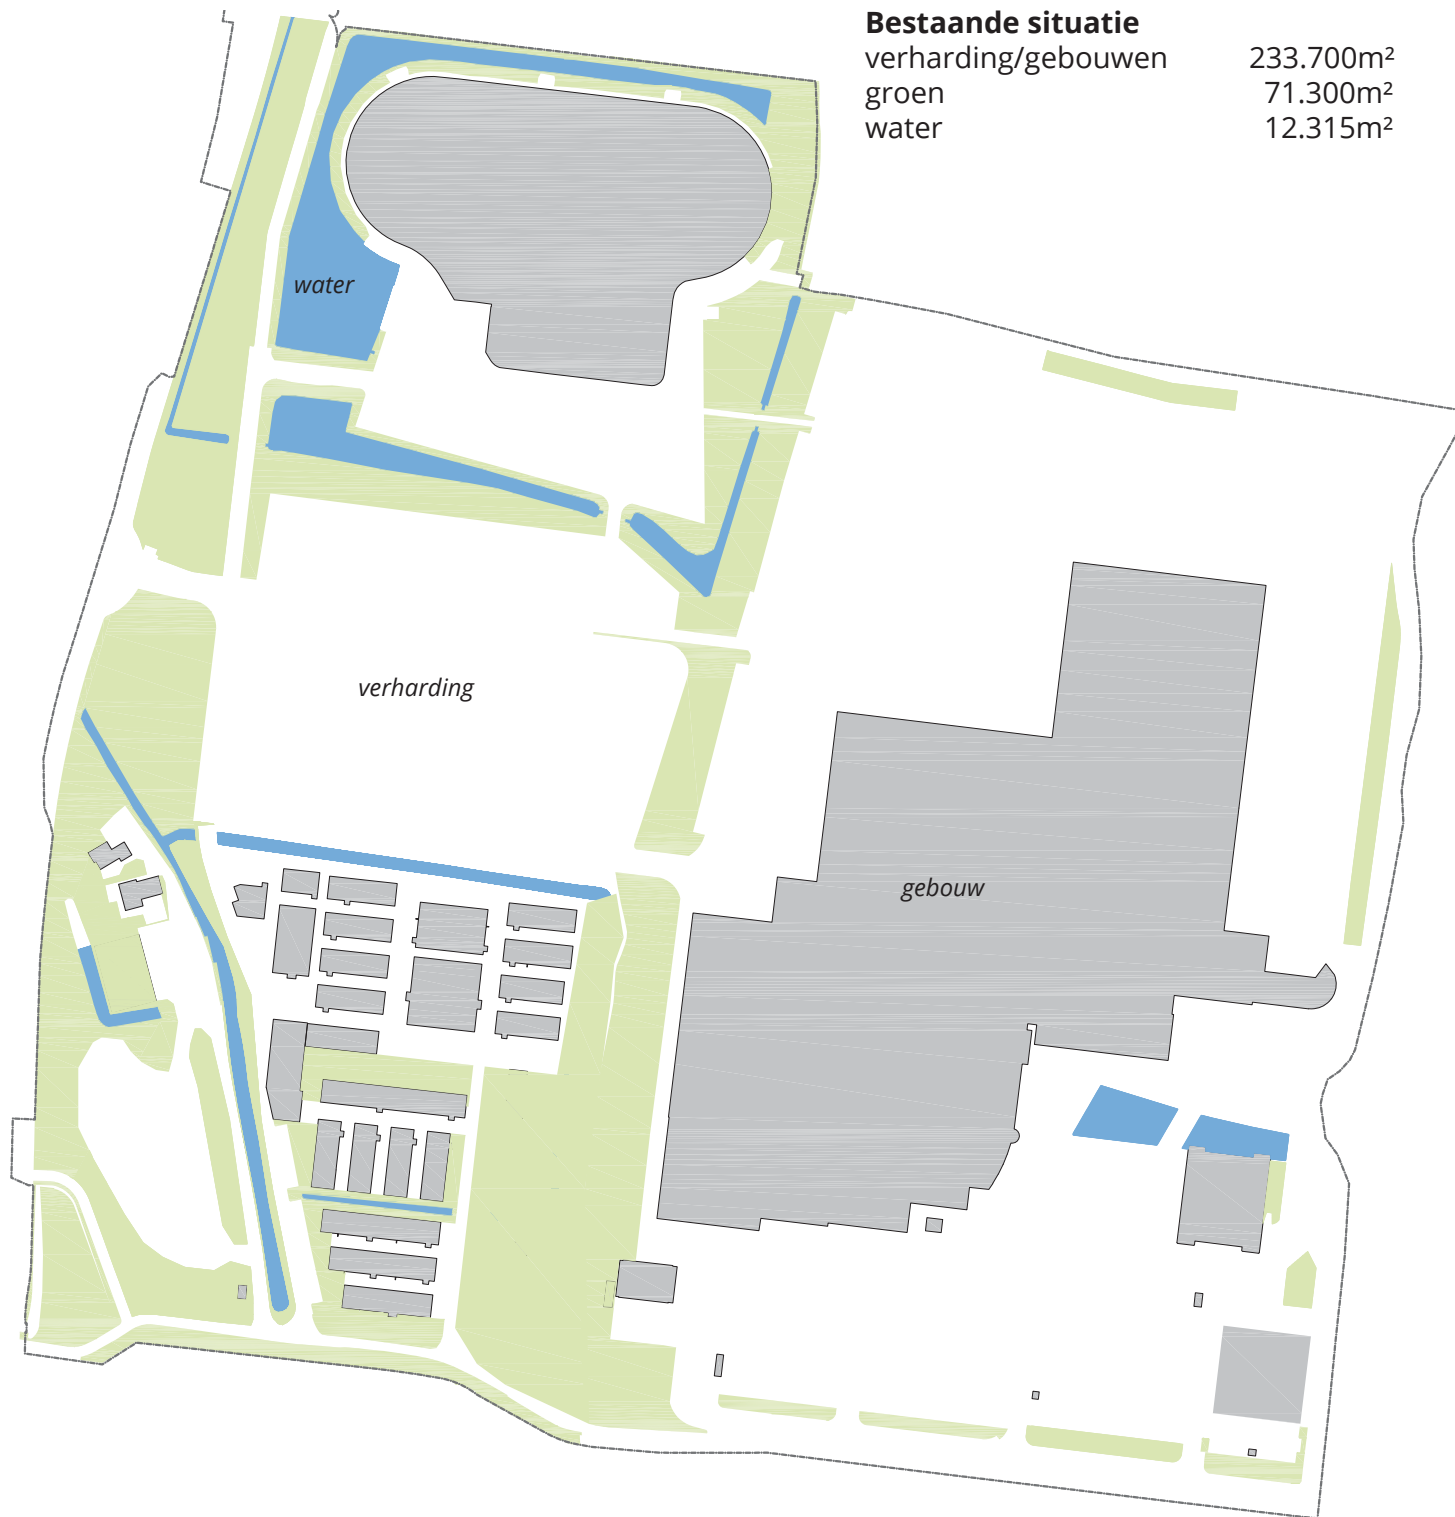 Bestaande situatie
verharding/gebouwen 233.700m²
groen 71.300m²
water 12.315m²
water
verharding
gebouw